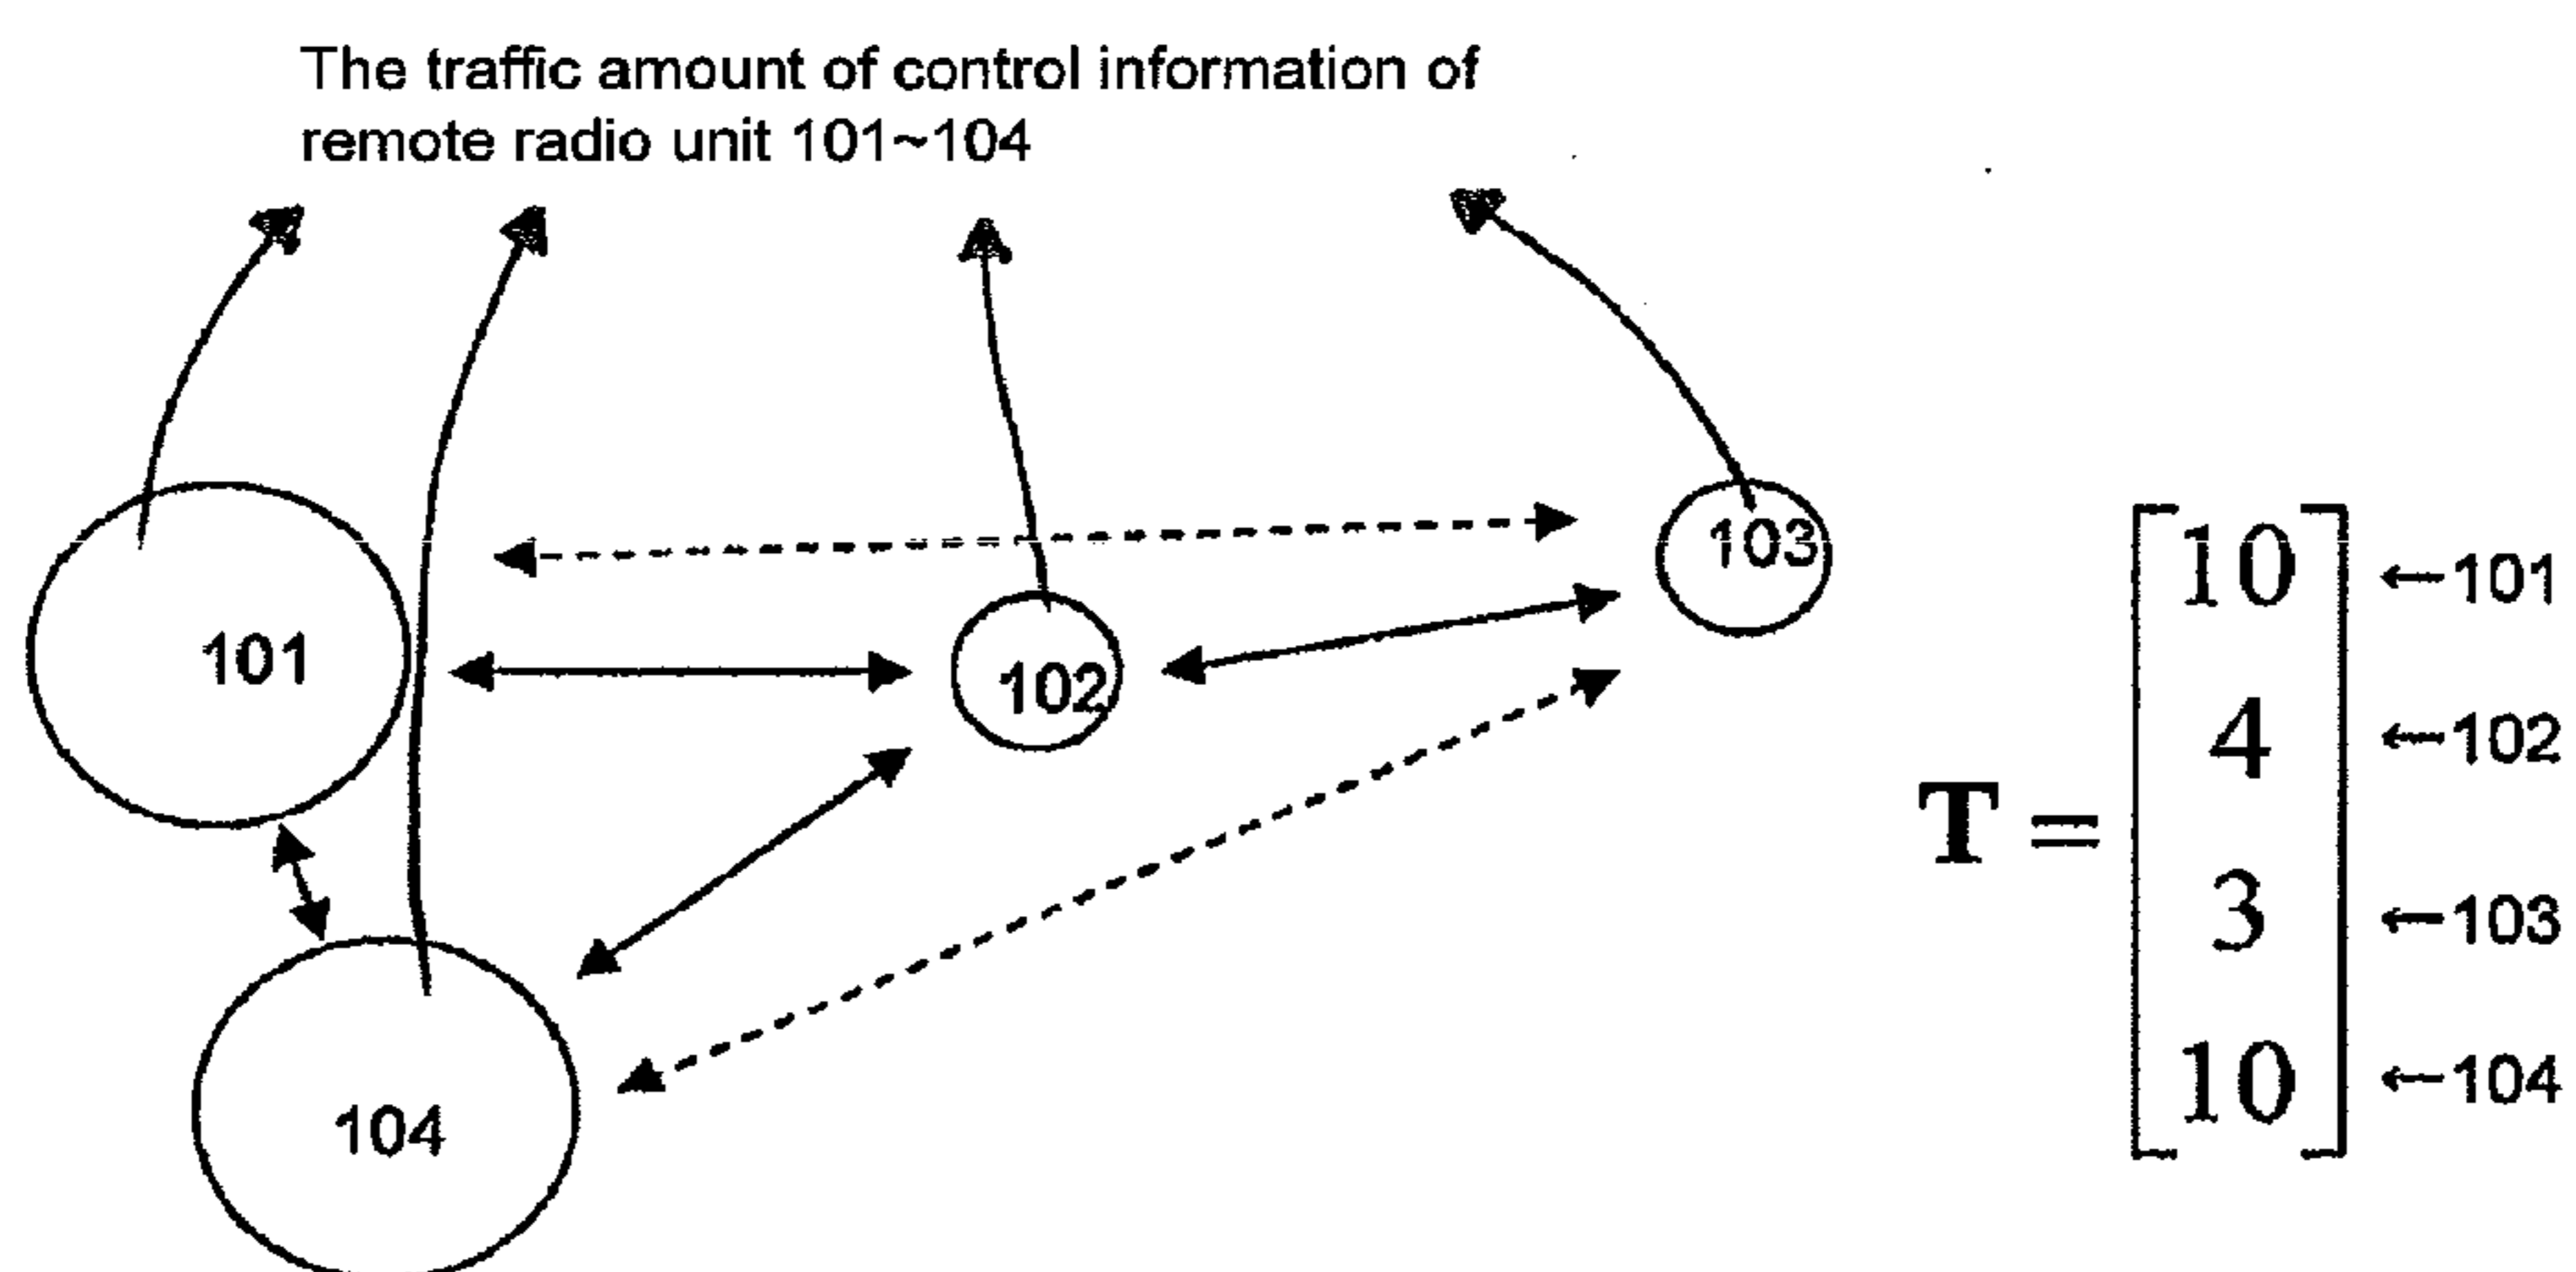 The traffic amount of control information of
remote radio unit 101~104
103
101
102
104
T =
10 ←101
4 ←102
3 ←103
10 ←104